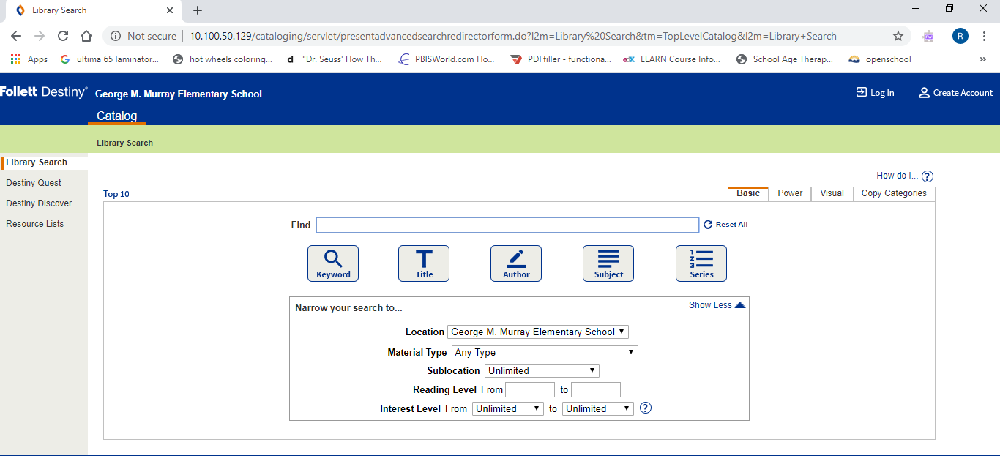 Library Search
Not secure 10.100.50.129/cataloging/servlet/presentadvancedsearchredirectorform.do?l2m=Library%20Search&tm=TopLevelCatalog&l2m=Library+Search
R
Apps ultima 65 laminator... hot wheels coloring... d "Dr. Seuss' How Th... PBISWorld.com Ho... PDFfiller - functiona... edX LEARN Course Info... School Age Therap... openschool »
Follett Destiny® George M. Murray Elementary School Log In Create Account
Catalog
Library Search
Library Search
Destiny Quest
Destiny Discover
Resource Lists
How do I... ?
Top 10 Basic Power Visual Copy Categories
Find Reset All
Keyword Title Author Subject Series
Narrow your search to... Show Less
Location George M. Murray Elementary School
Material Type Any Type
Sublocation Unlimited
Reading Level From to
Interest Level From Unlimited to Unlimited ?